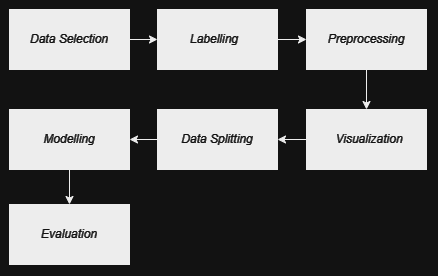 Data Selection
Labelling
Preprocessing
Modelling
Data Splitting
Visualization
Evaluation